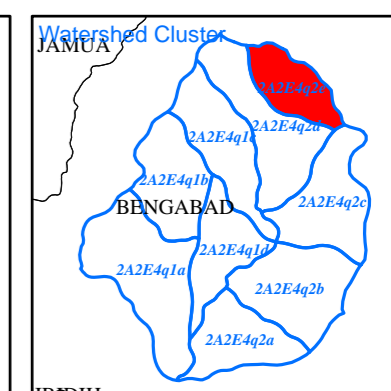 Watershed Cluster
JAMUA
2A2E4q2e
2A2E4q1c
2A2E4q2d
2A2E4q1b
BENGABAD
2A2E4q2c
2A2E4q1d
2A2E4q1a
2A2E4q2b
2A2E4q2a